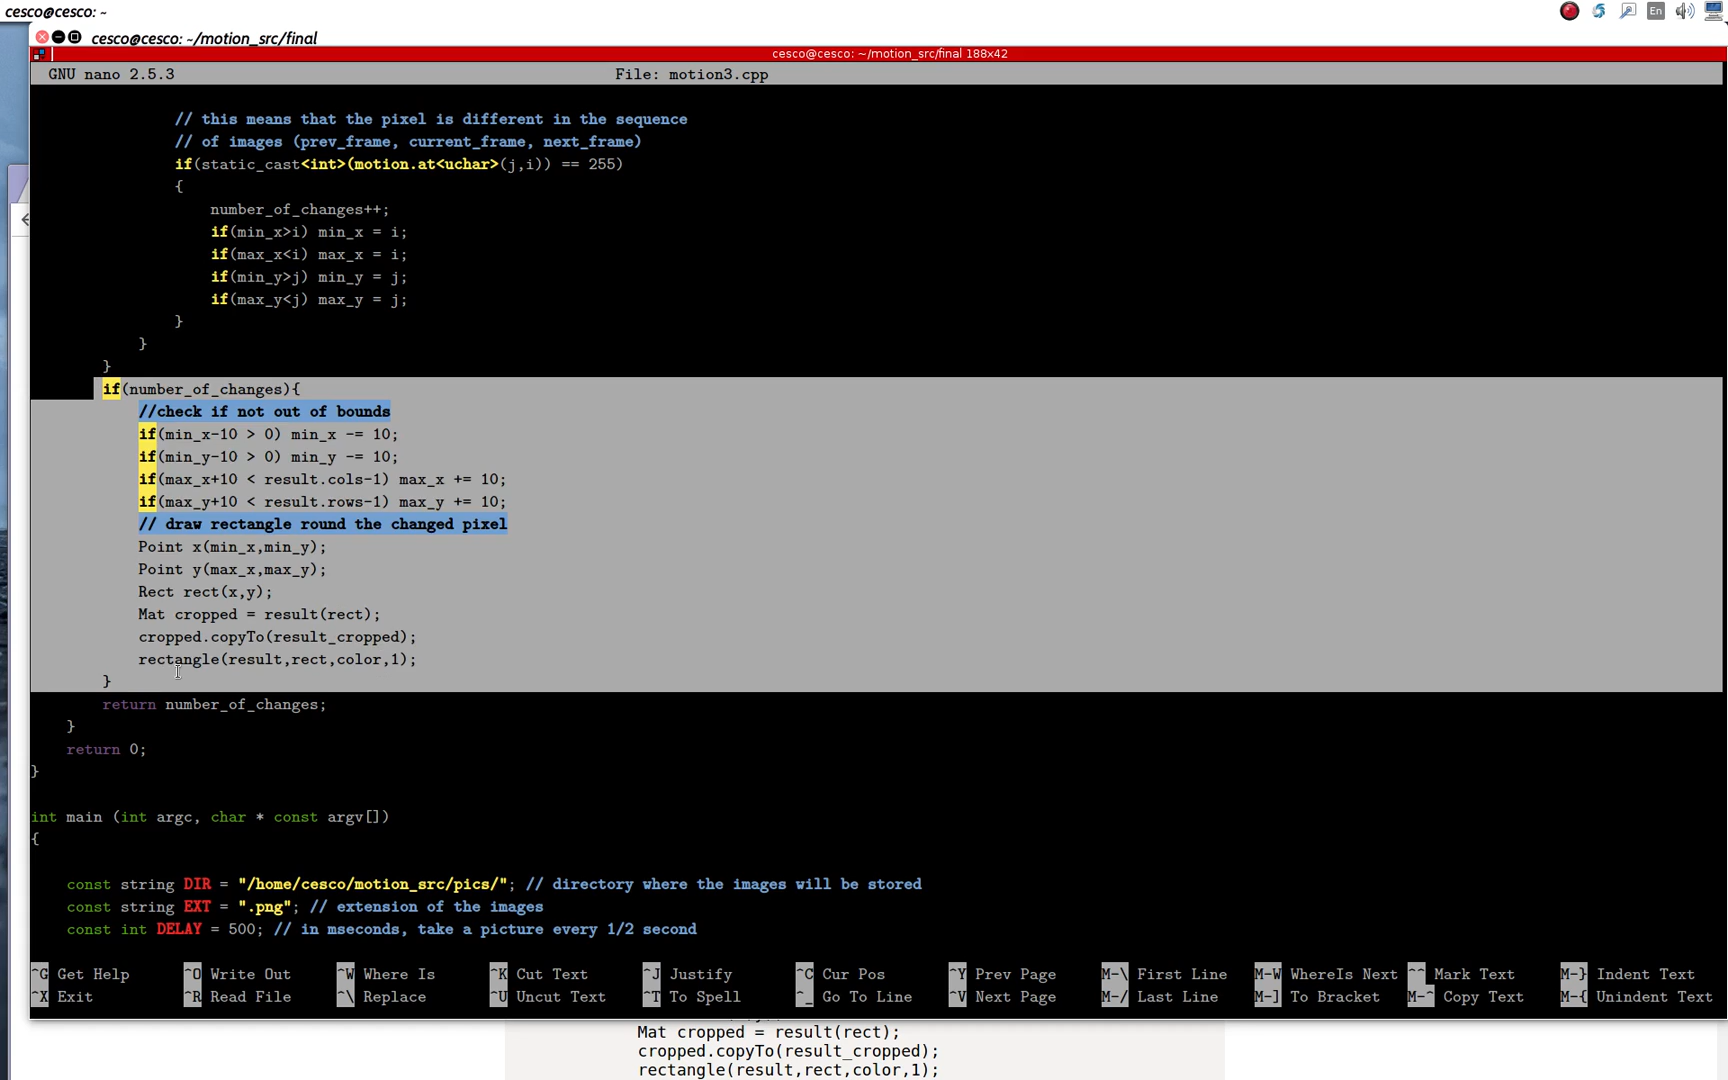 cesco@cesco: ~
En
cesco@cesco: ~/motion_src/final
cesco@cesco: ~/motion_src/final 188x42
GNU nano 2.5.3 File: motion3.cpp
// this means that the pixel is different in the sequence
// of images (prev_frame, current_frame, next_frame)
if(static_cast<int>(motion.at<uchar>(j,i)) == 255)
{
number_of_changes++;
if(min_x>i) min_x = i;
if(max_x<i) max_x = i;
if(min_y>j) min_y = j;
if(max_y<j) max_y = j;
}
}
}
if(number_of_changes){
//check if not out of bounds
if(min_x-10 > 0) min_x -= 10;
if(min_y-10 > 0) min_y -= 10;
if(max_x+10 < result.cols-1) max_x += 10;
if(max_y+10 < result.rows-1) max_y += 10;
// draw rectangle round the changed pixel
Point x(min_x,min_y);
Point y(max_x,max_y);
Rect rect(x,y);
Mat cropped = result(rect);
cropped.copyTo(result_cropped);
rectangle(result,rect,color,1);
}
return number_of_changes;
}
return 0;
}
int main (int argc, char * const argv[])
{
const string DIR = "/home/cesco/motion_src/pics/"; // directory where the images will be stored
const string EXT = ".png"; // extension of the images
const int DELAY = 500; // in mseconds, take a picture every 1/2 second
^G Get Help ^O Write Out ^W Where Is ^K Cut Text ^J Justify ^C Cur Pos ^Y Prev Page M-\ First Line M-W WhereIs Next ^^ Mark Text M-} Indent Text
^X Exit ^R Read File ^\ Replace ^U Uncut Text ^T To Spell ^_ Go To Line ^V Next Page M-/ Last Line M-] To Bracket M-^ Copy Text M-{ Unindent Text
Mat cropped = result(rect);
cropped.copyTo(result_cropped);
rectangle(result,rect,color,1);